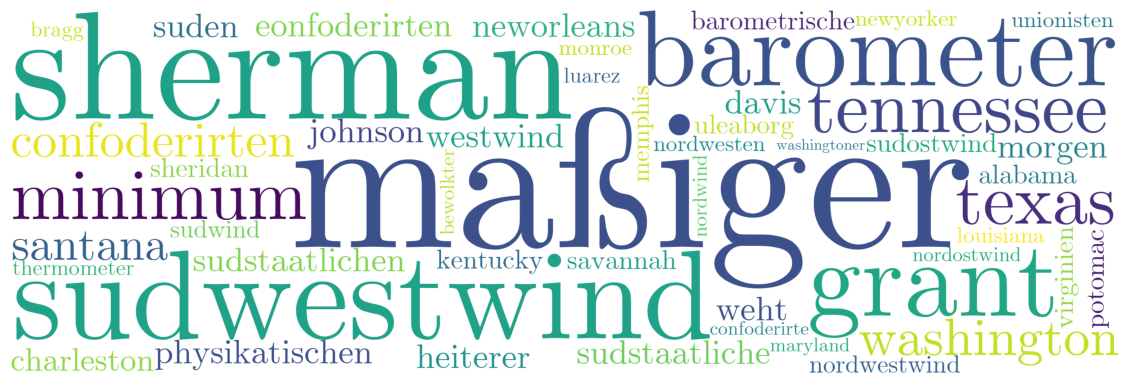 bragg suden eonfoderirten neworleans barometrische newyorker unionisten
sherman monroe barometer
luarez
confoderirten johnson westwind memphis davis tennessee
uleaborg
sheridan nordwesten washingtoner sudostwind morgen
minimum maßiger bewolkter nordwind alabama
texas
santana sudwind louisiana
thermometer sudstaatlichen kentucky savannah nordostwind
sudwestwind grant virginien potomac
weht
confoderirte washington
charleston physikatischen heiterer sudstaatliche maryland nordwestwind